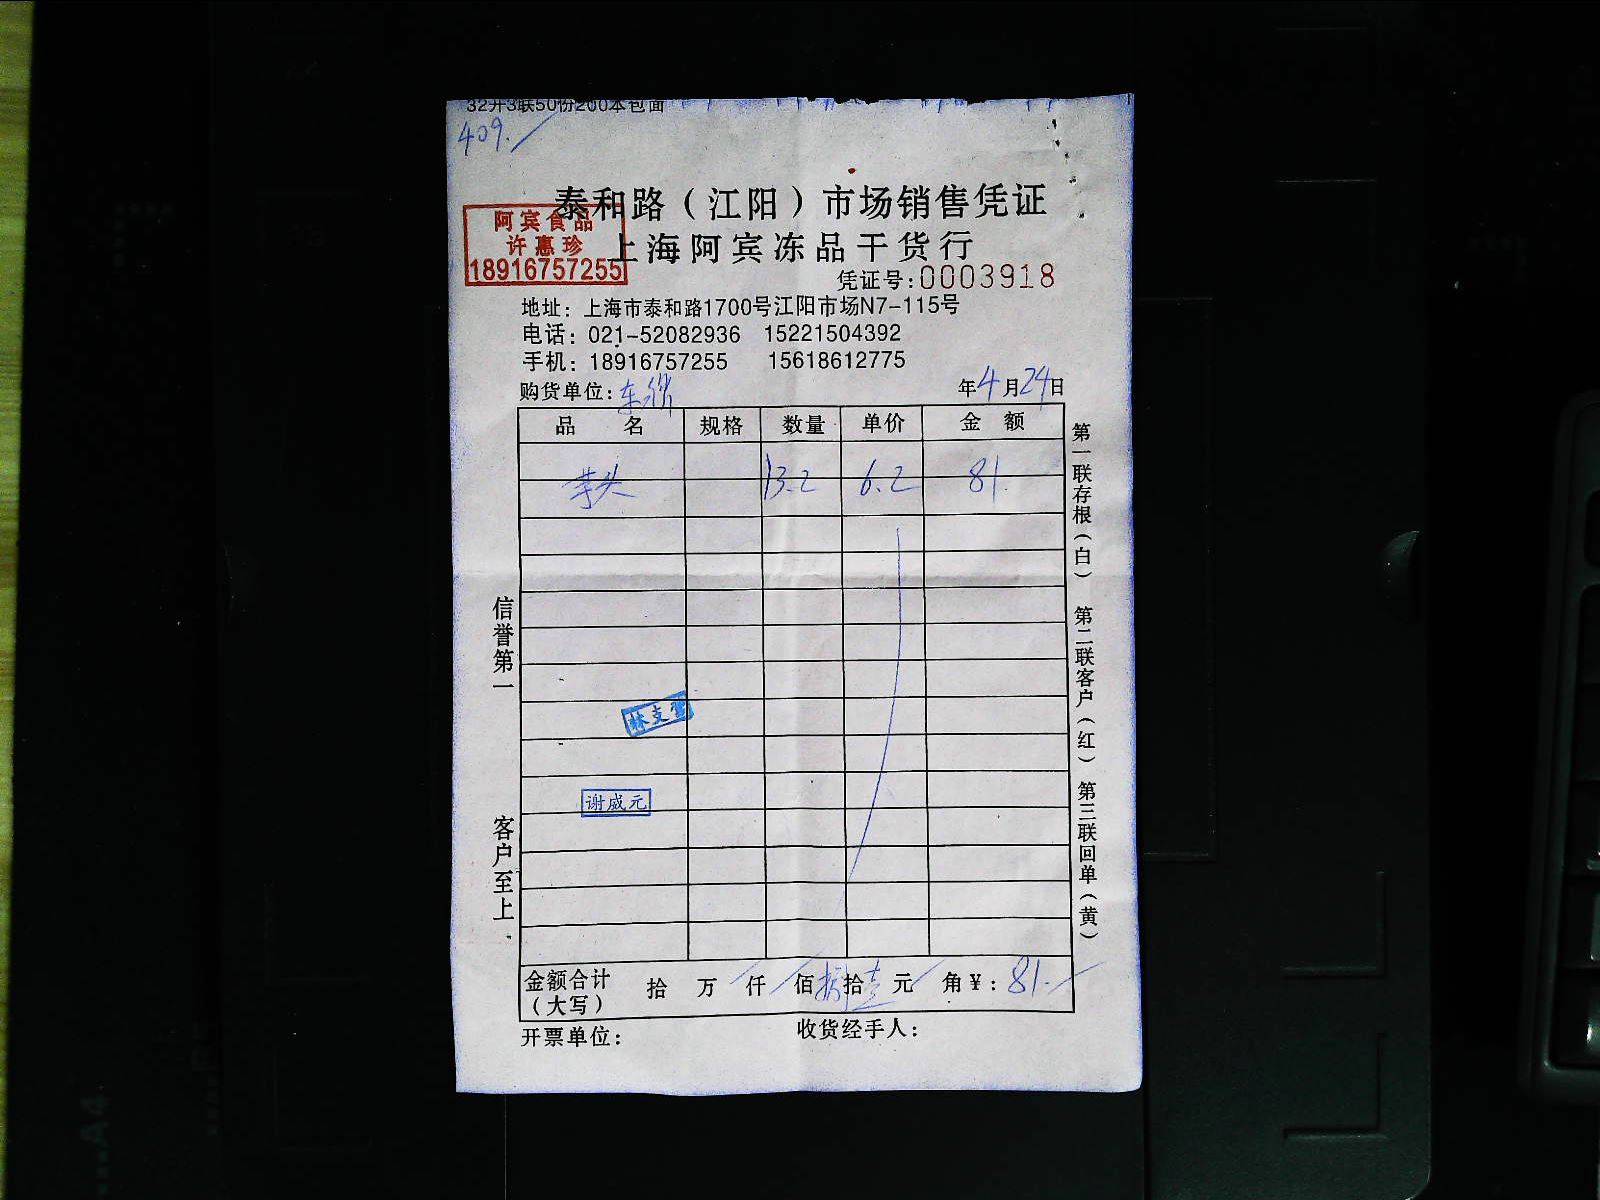 32开3联50份200本包面
409.
泰和路（江阳）市场销售凭证
阿宾食品
许惠珍
18916757255
上海阿宾冻品干货行
凭证号:0003918
地址：上海市泰和路1700号江阳市场N7-115号
电话：021-52082936 15221504392
手机：18916757255 15618612775
购货单位: 年4月24日
品 名 规格 数量 单价 金 额
芋头 13.2 6.2 81.
林支
谢威元
金额合计（大写） 拾 万 仟 佰 捌拾壹元 角¥：81.
开票单位：
收货经手人：
信誉第一
客户至上
第一联存根（白） 第二联客户（红） 第三联回单（黄）
A4